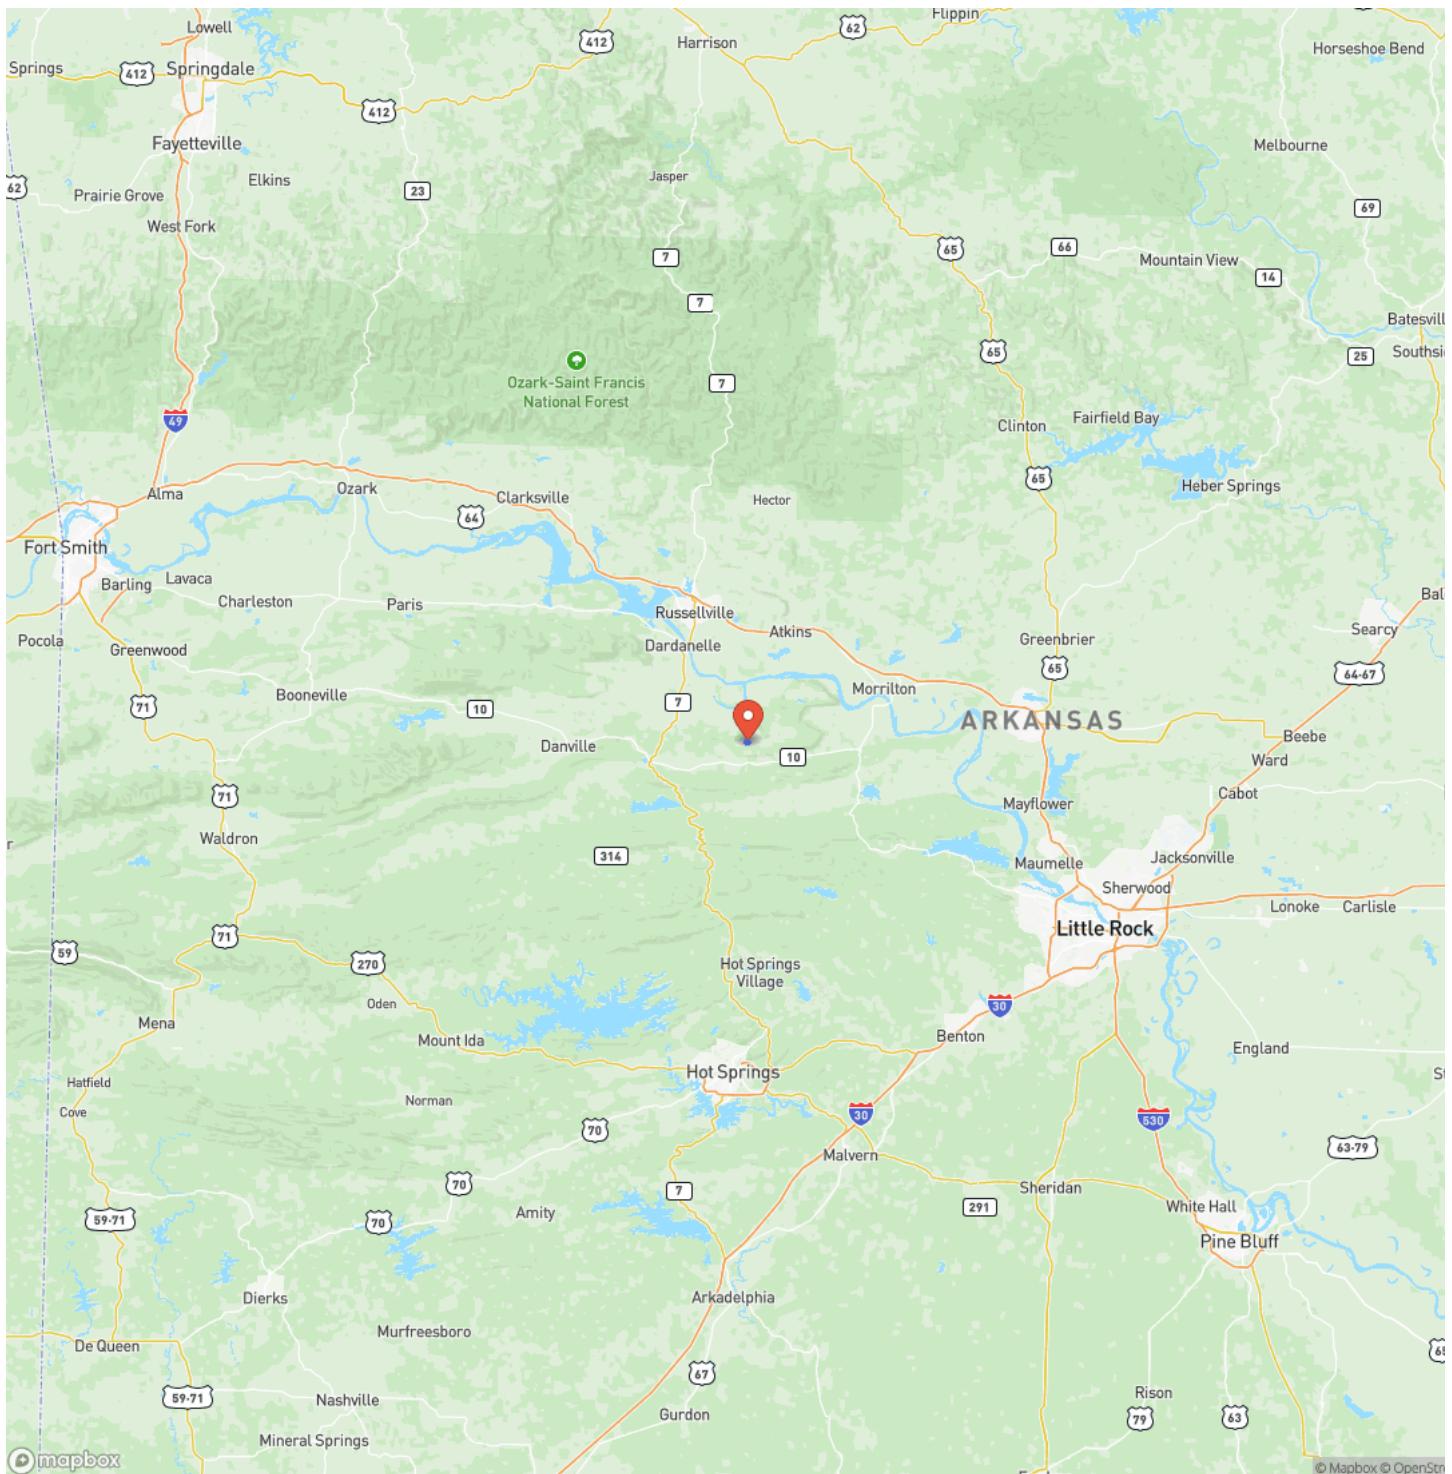 Lowell
Flippin
62
412
Harrison
Horseshoe Bend
Springs
412
Springdale
412
Fayetteville
Melbourne
62
Elkins
Jasper
23
Prairie Grove
69
West Fork
65
66
7
Mountain View
14
7
Batesvill
65
Southsi
25
Ozark-Saint Francis
National Forest
7
49
Clinton
Fairfield Bay
65
Heber Springs
Alma
Ozark
Clarksville
Hector
64
Fort Smith
Barling
Lavaca
Charleston
Paris
Russellville
Bal
Pocola
Greenwood
Dardanelle
Atkins
Greenbrier
Searcy
65
64-67
Booneville
Morrilton
71
10
7
ARKANSAS
Danville
10
Beebe
Ward
71
Mayflower
Cabot
r
Waldron
314
Maumelle
Jacksonville
Sherwood
Lonoke
Carlisle
71
Little Rock
59
270
Hot Springs
Village
Oden
30
Mena
Mount Ida
Benton
England
Hot Springs
St
Hatfield
Cove
Norman
30
530
70
63-79
Malvern
70
7
Sheridan
59-71
70
Amity
291
White Hall
Pine Bluff
Dierks
Arkadelphia
De Queen
Murfreesboro
65
67
59-71
Nashville
Rison
Gurdon
79
63
Mineral Springs
mapbox
© Mapbox © OpenStre